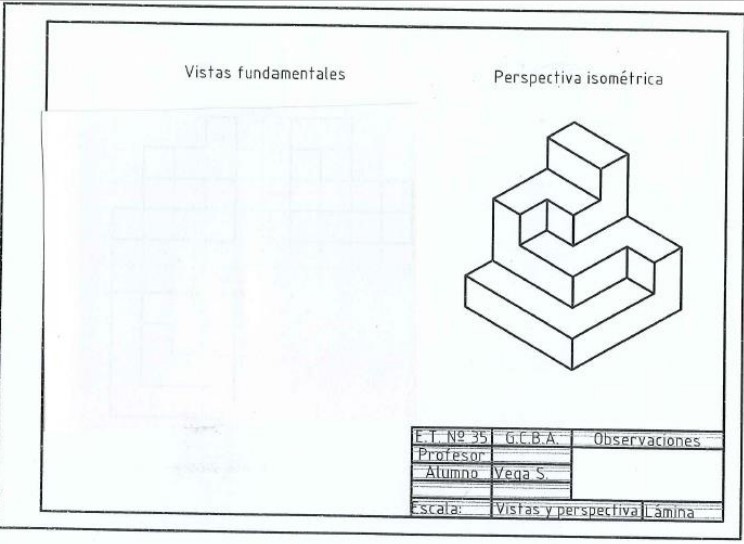 Vistas fundamentales
Perspectiva isométrica
E.T. Nº 35 G.C.B.A. Observaciones
Profesor
Alumno Vega S.
Escala: Vistas y perspectiva Lámina